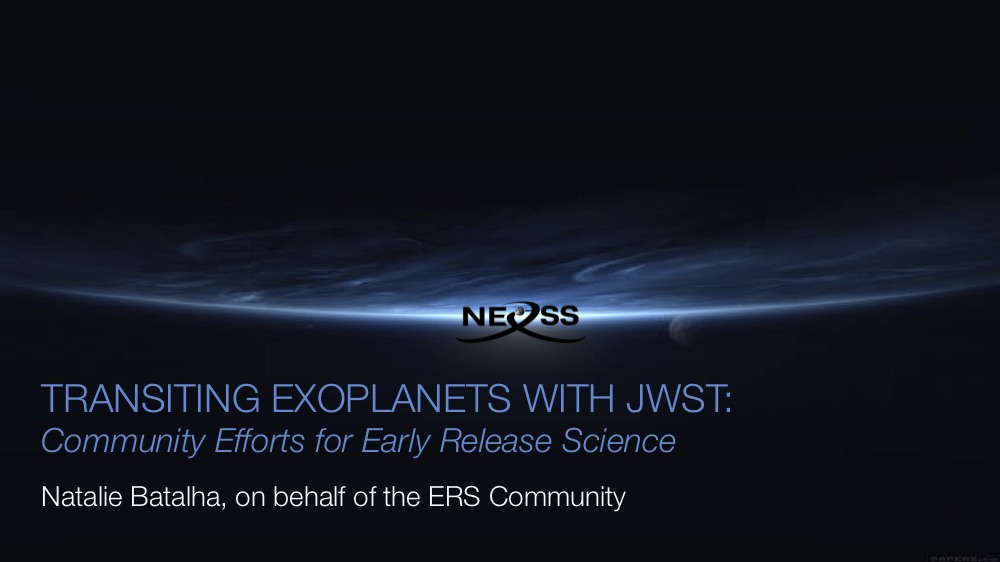 NExSS
TRANSITING EXOPLANETS WITH JWST:
Community Efforts for Early Release Science
Natalie Batalha, on behalf of the ERS Community